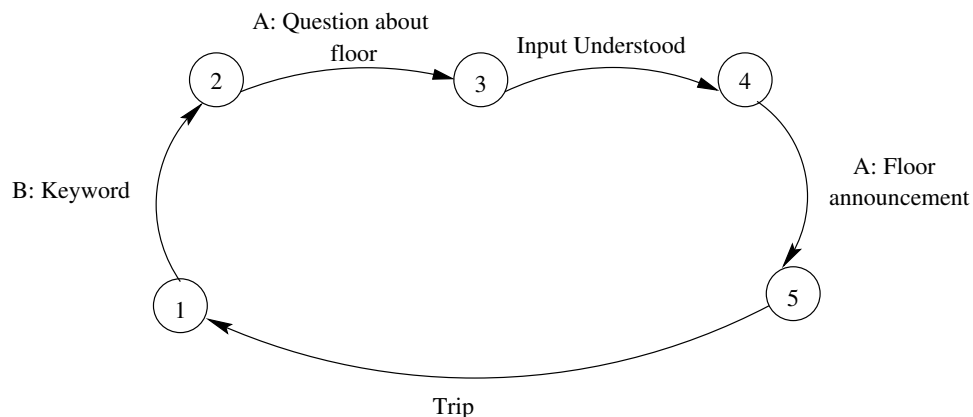 A: Question about
floor
Input Understood
2
3
4
B: Keyword
A: Floor
announcement
1
5
Trip